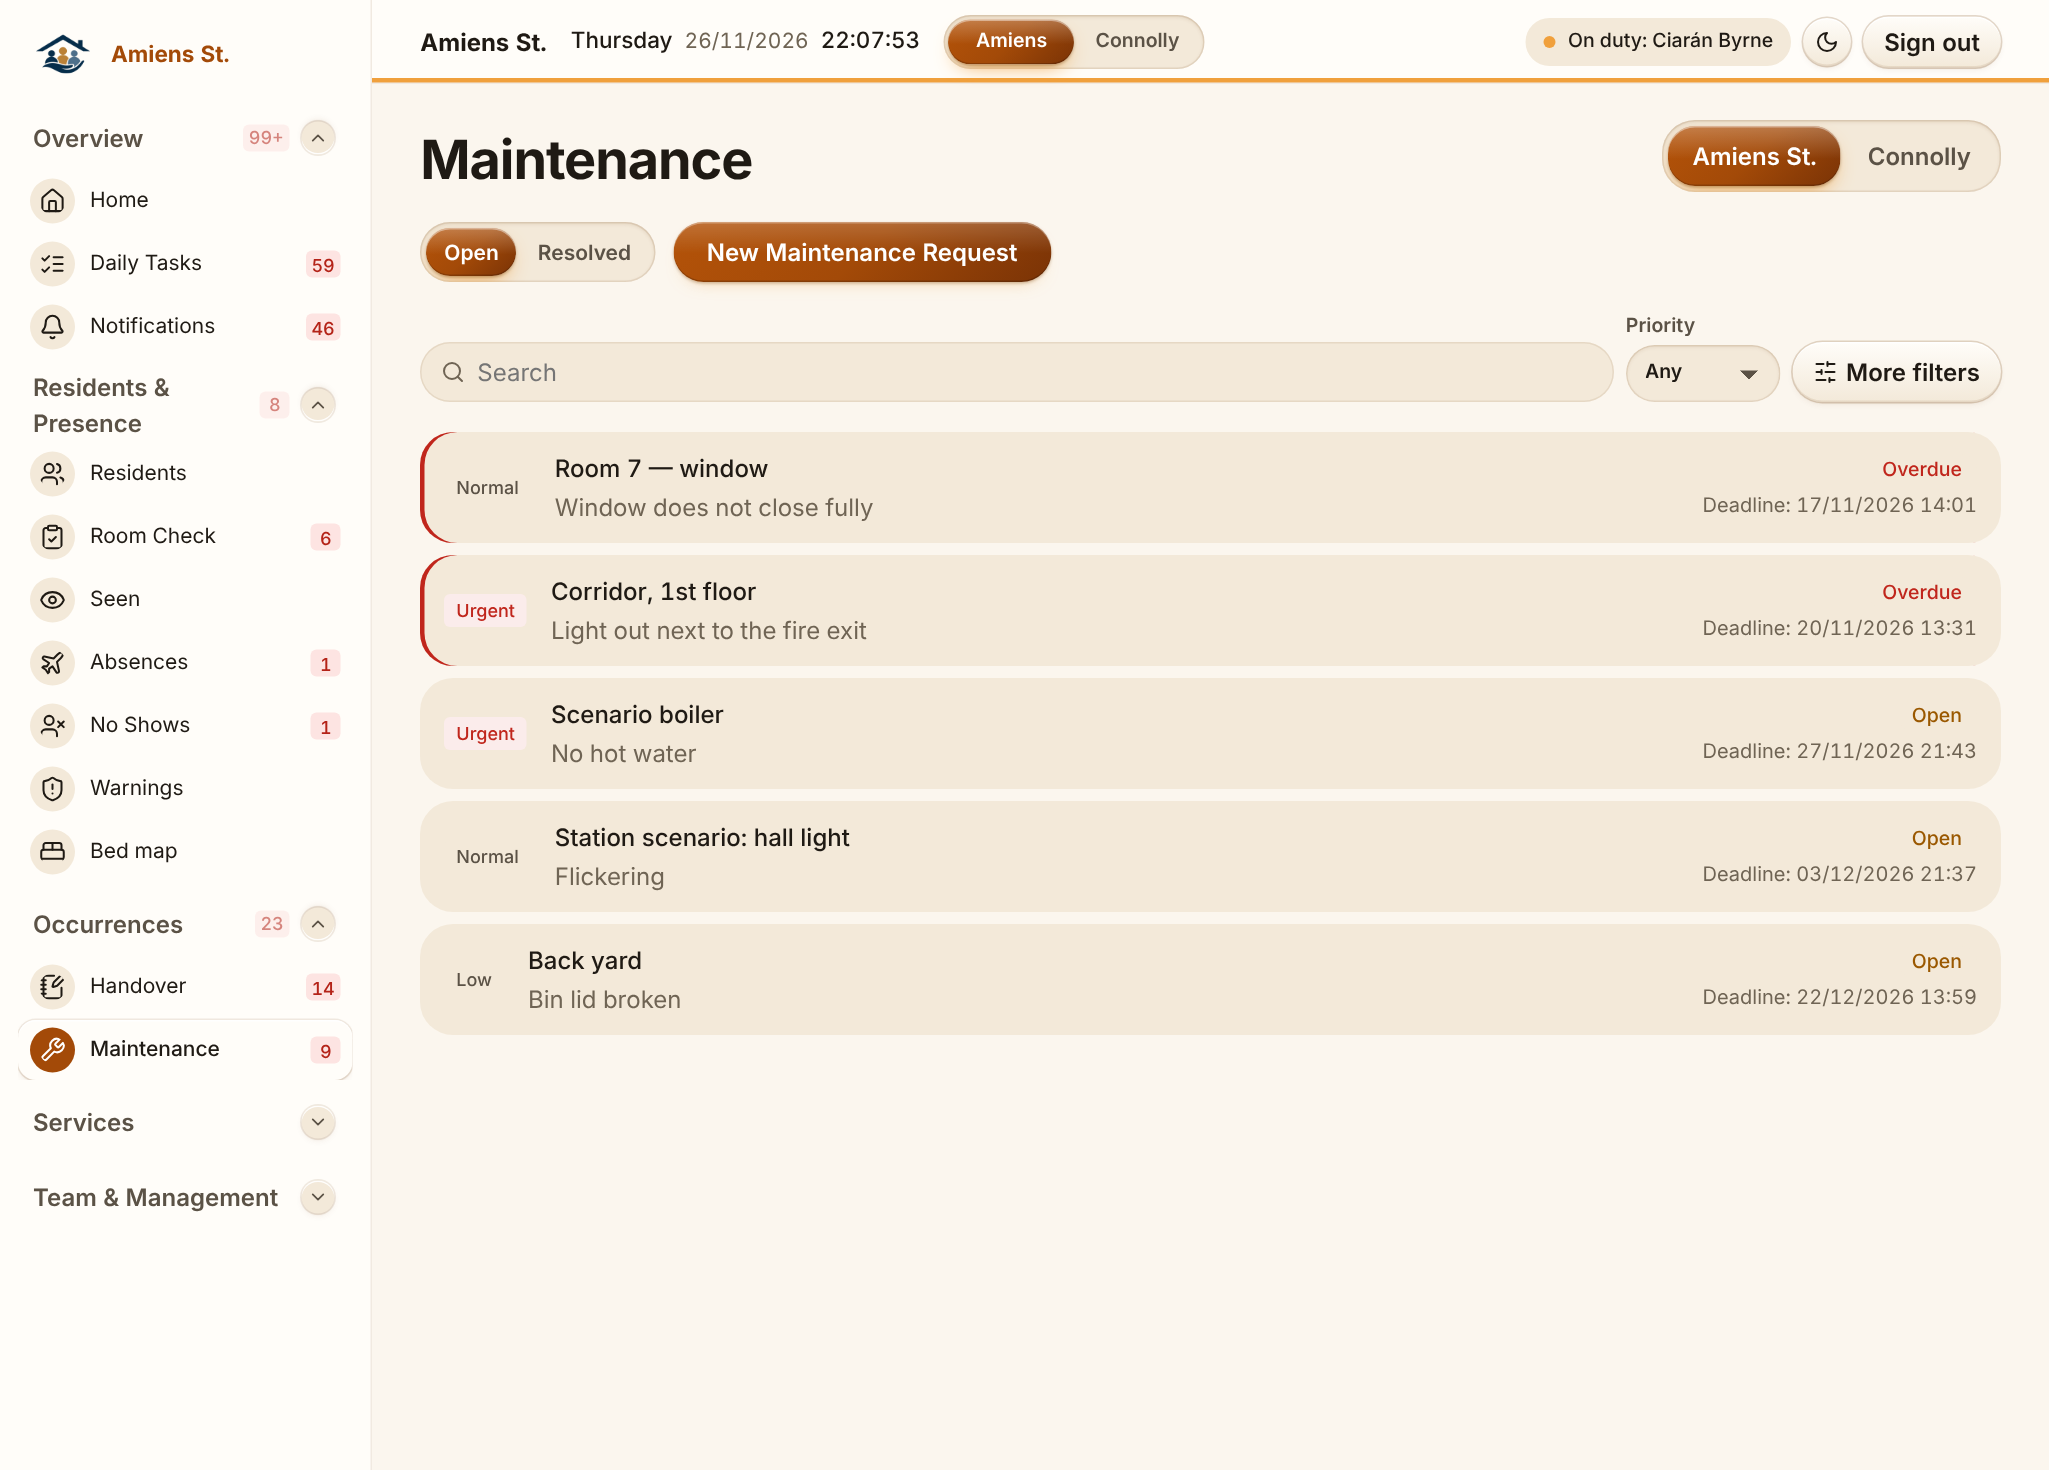 Amiens St.
Overview 99+
Home
Daily Tasks 59
Notifications 46
Residents & Presence 8
Residents
Room Check 6
Seen
Absences 1
No Shows 1
Warnings
Bed map
Occurrences 23
Handover 14
Maintenance 9
Services
Team & Management
Amiens St. Thursday 26/11/2026 22:07:53 Amiens Connolly On duty: Ciarán Byrne Sign out
Maintenance Amiens St. Connolly
Open Resolved New Maintenance Request
Priority
Search Any More filters
Normal Room 7 — window Overdue
Window does not close fully Deadline: 17/11/2026 14:01
Urgent Corridor, 1st floor Overdue
Light out next to the fire exit Deadline: 20/11/2026 13:31
Urgent Scenario boiler Open
No hot water Deadline: 27/11/2026 21:43
Normal Station scenario: hall light Open
Flickering Deadline: 03/12/2026 21:37
Low Back yard Open
Bin lid broken Deadline: 22/12/2026 13:59